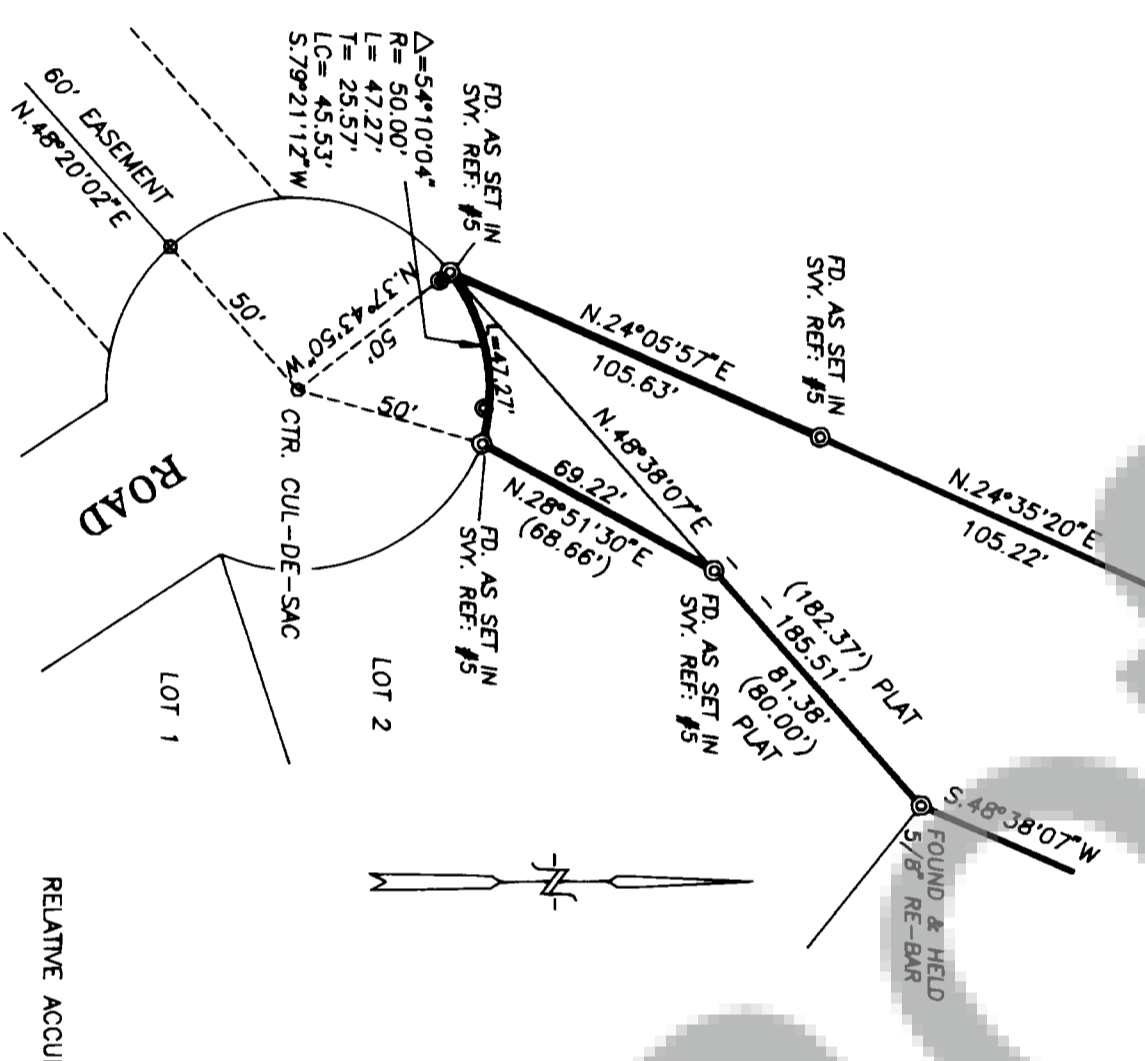 FD. AS SET IN
SVY. REF: #5
△=54°10'04"
R= 50.00'
L= 47.27'
T= 25.57'
LC= 45.53'
S.79°21'12"W
60' EASEMENT
N.48°20'02"E
50'
N.37°43'50"W
50'
50'
L=47.27'
CTR. CUL-DE-SAC
ROAD
FD. AS SET IN
SVY. REF: #5
N.24°05'57"E
105.63'
N.24°35'20"E
105.22'
N.48°38'07"E
69.22'
N.28°51'30"E
(68.66')
FD. AS SET IN
SVY. REF: #5
FD. AS SET IN
SVY. REF: #5
(182.37') PLAT
185.51'
81.38'
(80.00')
PLAT
S.48°38'07"W
FOUND & HELD
5/8" RE-BAR
LOT 2
LOT 1
N
RELATIVE ACCU